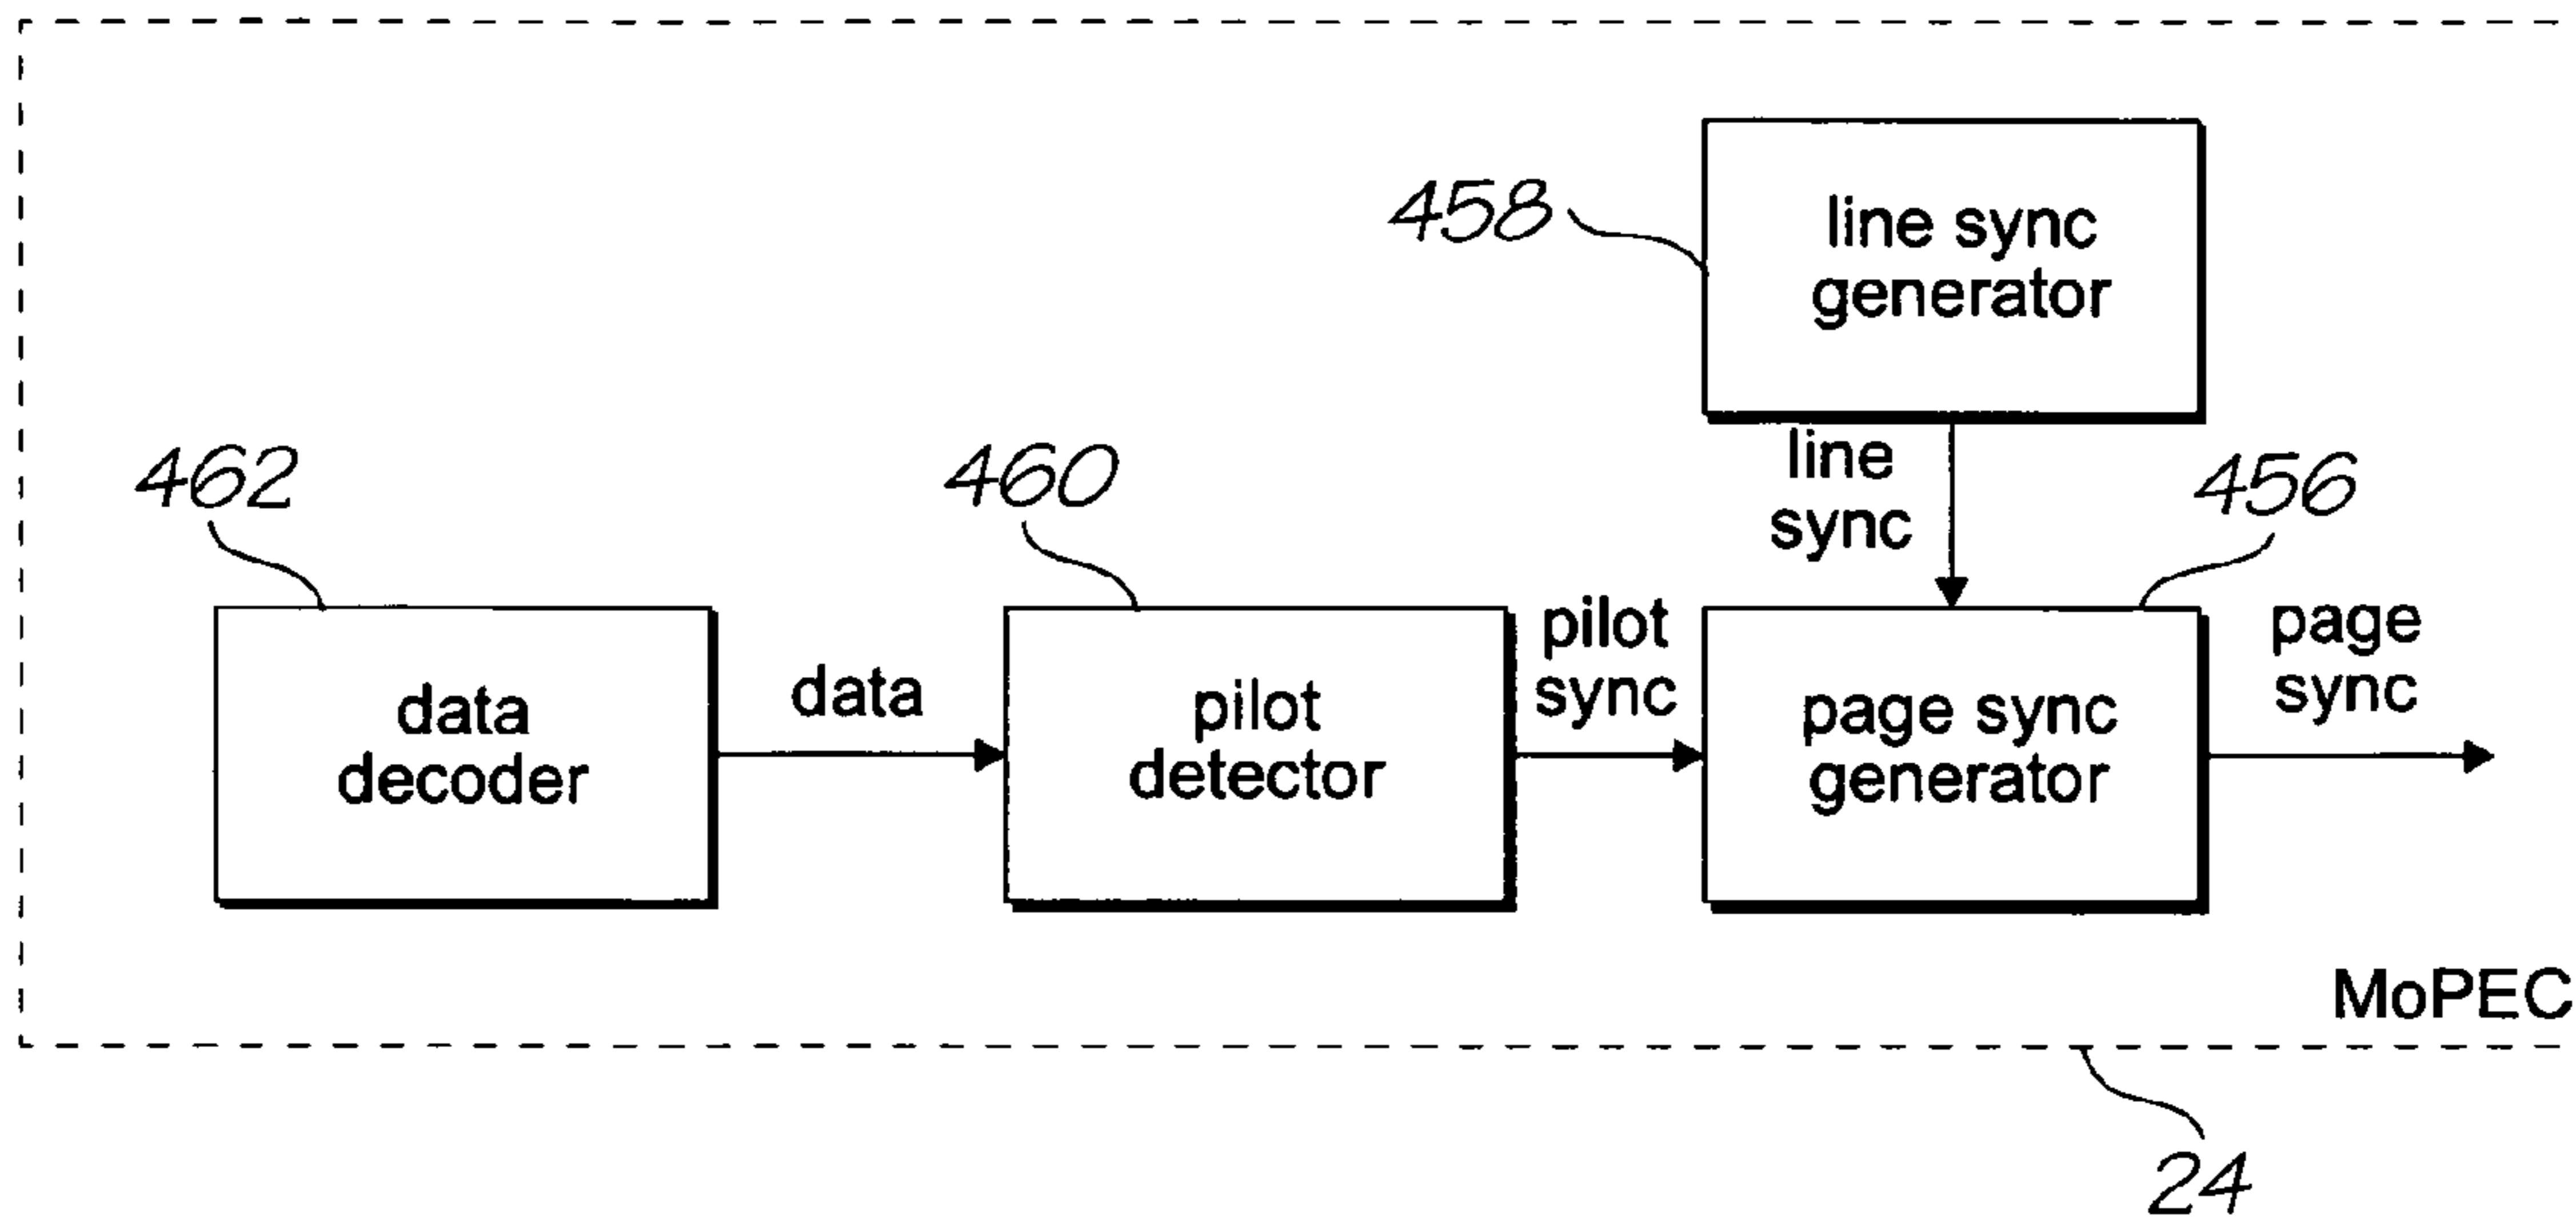 458
line sync
generator
line
sync
462
460
456
data
decoder
data
pilot
detector
pilot
sync
page sync
generator
page
sync
MoPEC
24